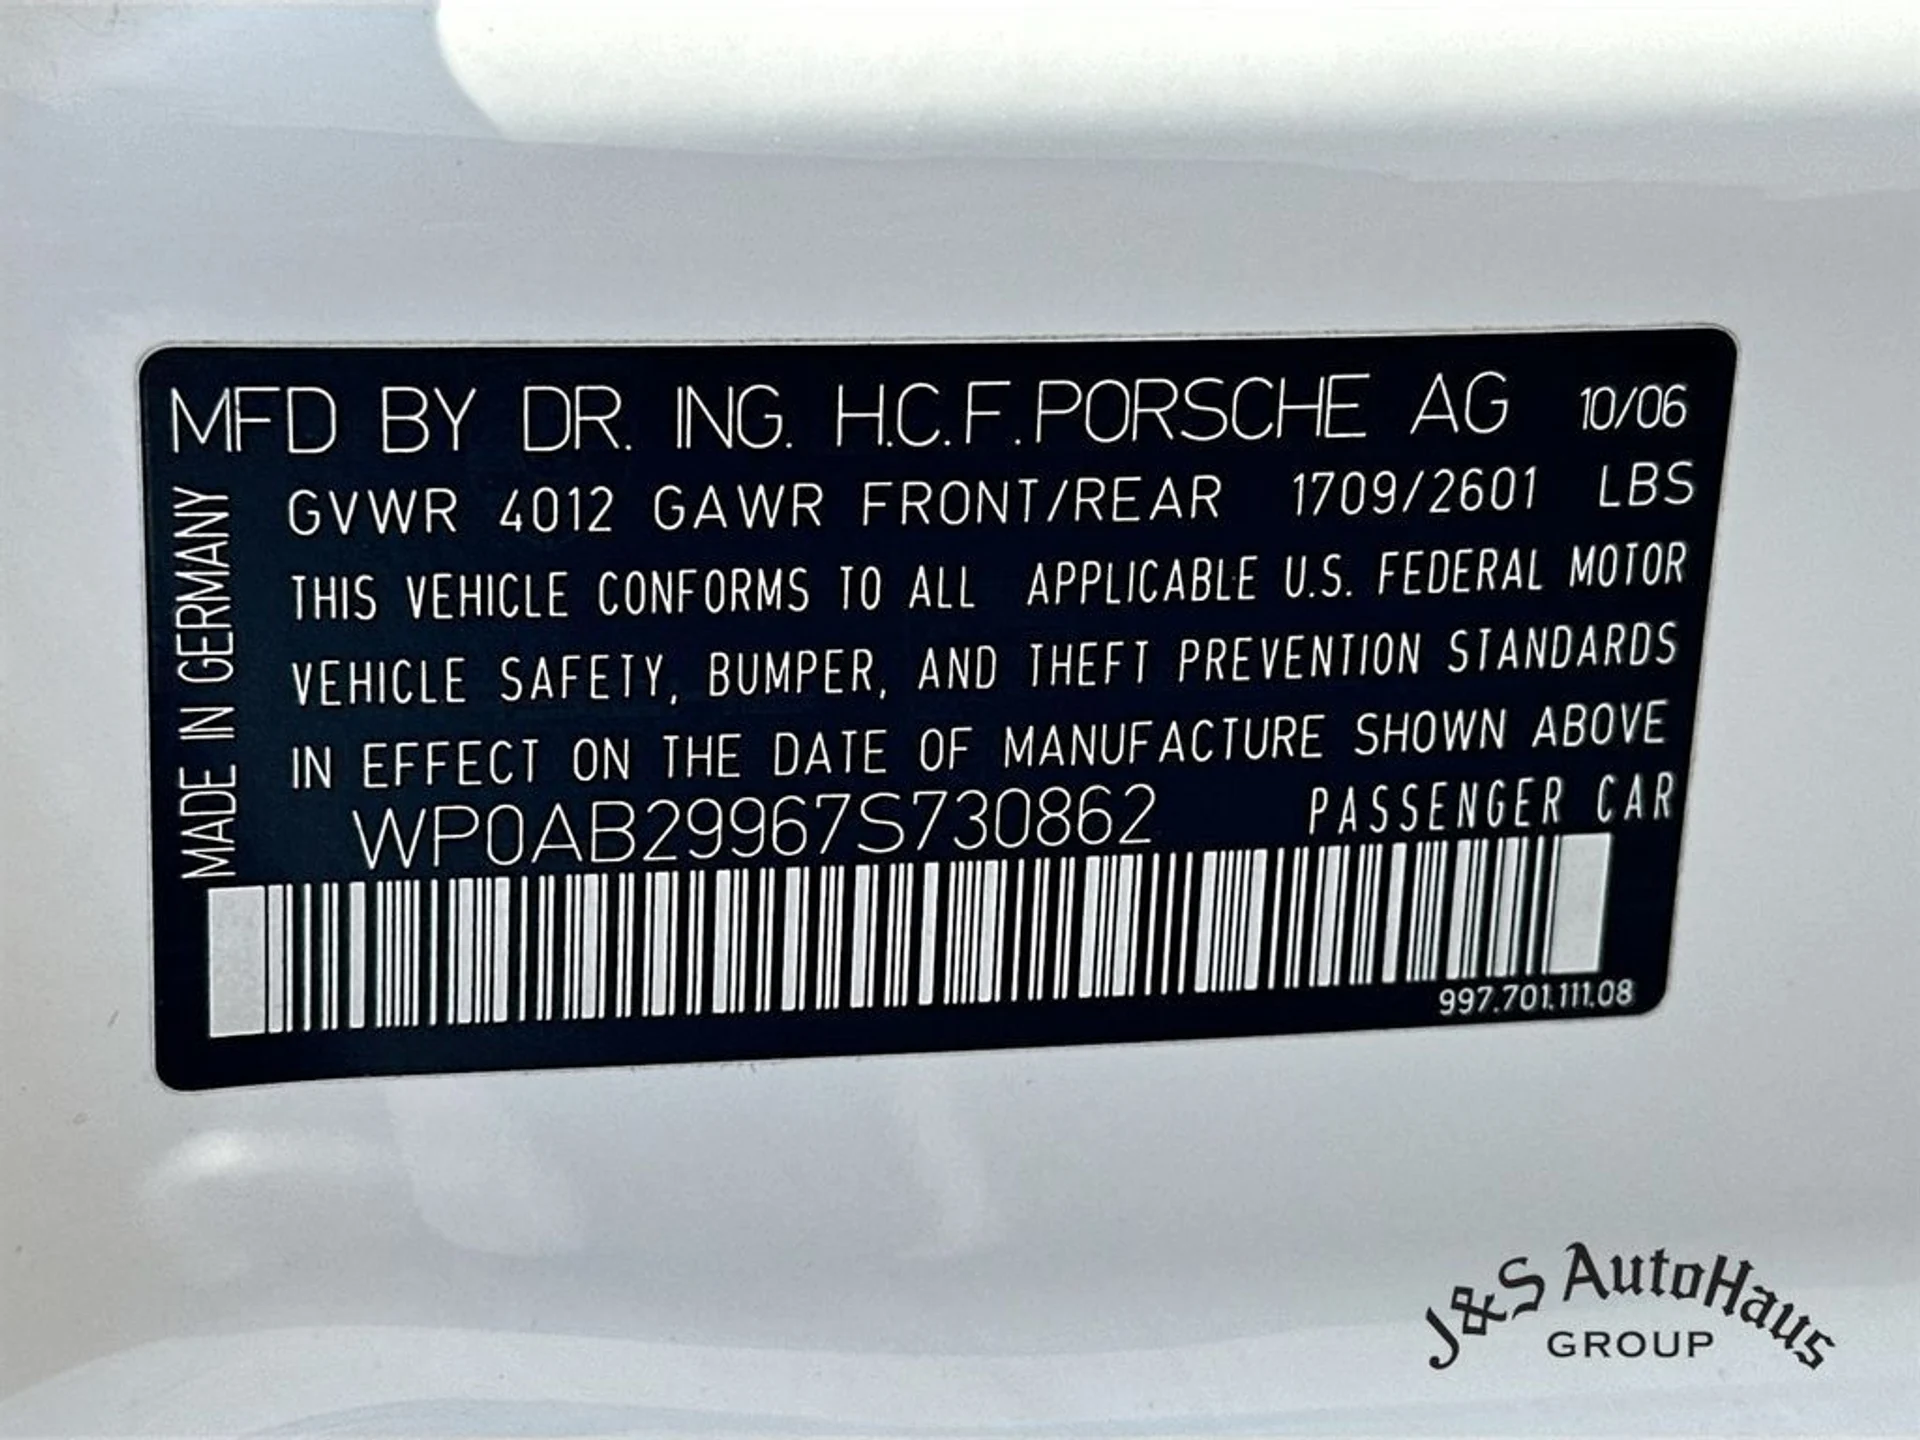 MFD BY DR. ING. H.C.F. PORSCHE AG 10/06
GVWR 4012 GAWR FRONT/REAR 1709/2601 LBS
THIS VEHICLE CONFORMS TO ALL APPLICABLE U.S. FEDERAL MOTOR
VEHICLE SAFETY, BUMPER, AND THEFT PREVENTION STANDARDS
IN EFFECT ON THE DATE OF MANUFACTURE SHOWN ABOVE
WP0AB29967S730862 PASSENGER CAR
MADE IN GERMANY
997.701.111.08
J&S AutoHaus
GROUP